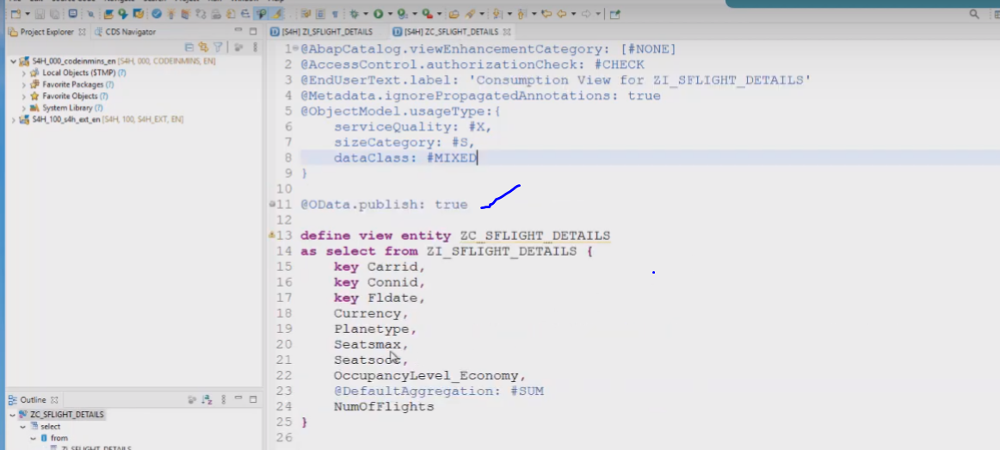 Project Explorer
CDS Navigator
S4H_000_codeinmins_en [S4H, 000, CODEINMINS, EN]
Local Objects ($TMP) (?)
Favorite Packages (?)
Favorite Objects (?)
System Library (?)
S4H_100_s4h_ext_en [S4H, 100, S4H_EXT, EN]
[S4H] ZI_SFLIGHT_DETAILS
[S4H] ZC_SFLIGHT_DETAILS
1 @AbapCatalog.viewEnhancementCategory: [#NONE]
2 @AccessControl.authorizationCheck: #CHECK
3 @EndUserText.label: 'Consumption View for ZI_SFLIGHT_DETAILS'
4 @Metadata.ignorePropagatedAnnotations: true
5 @ObjectModel.usageType:{
6 serviceQuality: #X,
7 sizeCategory: #S,
8 dataClass: #MIXED
9 }
10
11 @OData.publish: true
12
13 define view entity ZC_SFLIGHT_DETAILS
14 as select from ZI_SFLIGHT_DETAILS {
15 key Carrid,
16 key Connid,
17 key Fldate,
18 Currency,
19 Planetype,
20 Seatsmax,
21 Seatsocc,
22 OccupancyLevel_Economy,
23 @DefaultAggregation: #SUM
24 NumOfFlights
25 }
26
Outline
ZC_SFLIGHT_DETAILS
select
from
ZI_SFLIGHT_DETAILS